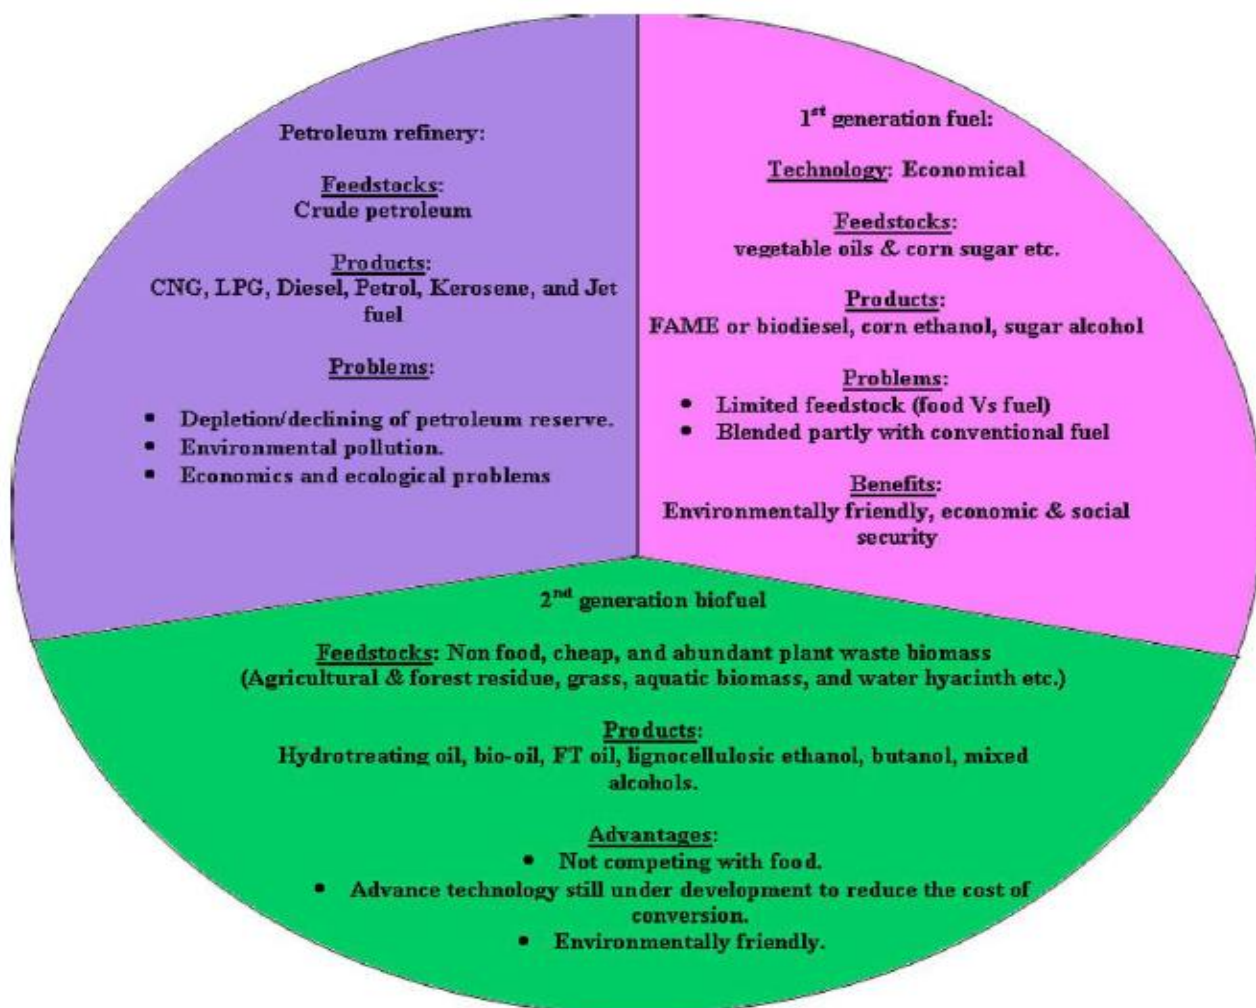 Petroleum refinery:
Feedstocks:
Crude petroleum
Products:
CNG, LPG, Diesel, Petrol, Kerosene, and Jet
fuel
Problems:
▪ Depletion/declining of petroleum reserve.
▪ Environmental pollution.
▪ Economics and ecological problems
1st generation fuel:
Technology: Economical
Feedstocks:
vegetable oils & corn sugar etc.
Products:
FAME or biodiesel, corn ethanol, sugar alcohol
Problems:
• Limited feedstock (food Vs fuel)
• Blended partly with conventional fuel
Benefits:
Environmentally friendly, economic & social
security
2nd generation biofuel
Feedstocks: Non food, cheap, and abundant plant waste biomass
(Agricultural & forest residue, grass, aquatic biomass, and water hyacinth etc.)
Products:
Hydrotreating oil, bio-oil, FT oil, lignocellulosic ethanol, butanol, mixed
alcohols.
Advantages:
• Not competing with food.
• Advance technology still under development to reduce the cost of
conversion.
• Environmentally friendly.